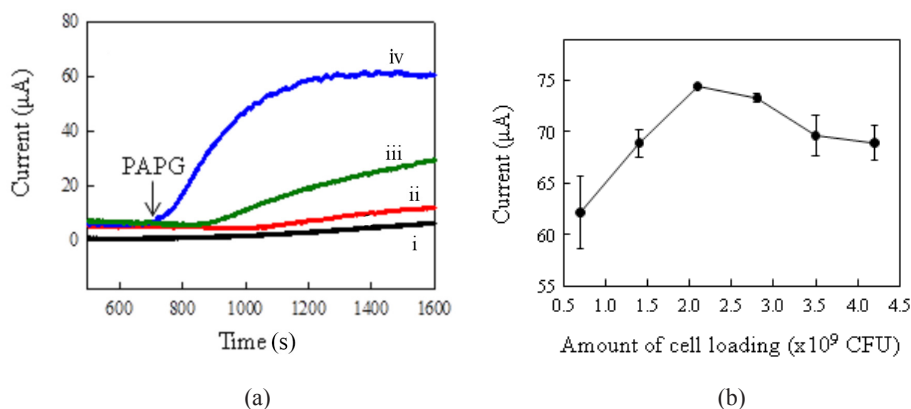 80
60
40
20
0
Current (μA)
iv
iii
ii
i
PAPG
600 800 1000 1200 1400 1600
Time (s)
(a)
75
70
65
60
55
Current (μA)
0.5 1.0 1.5 2.0 2.5 3.0 3.5 4.0 4.5
Amount of cell loading (x10⁹ CFU)
(b)